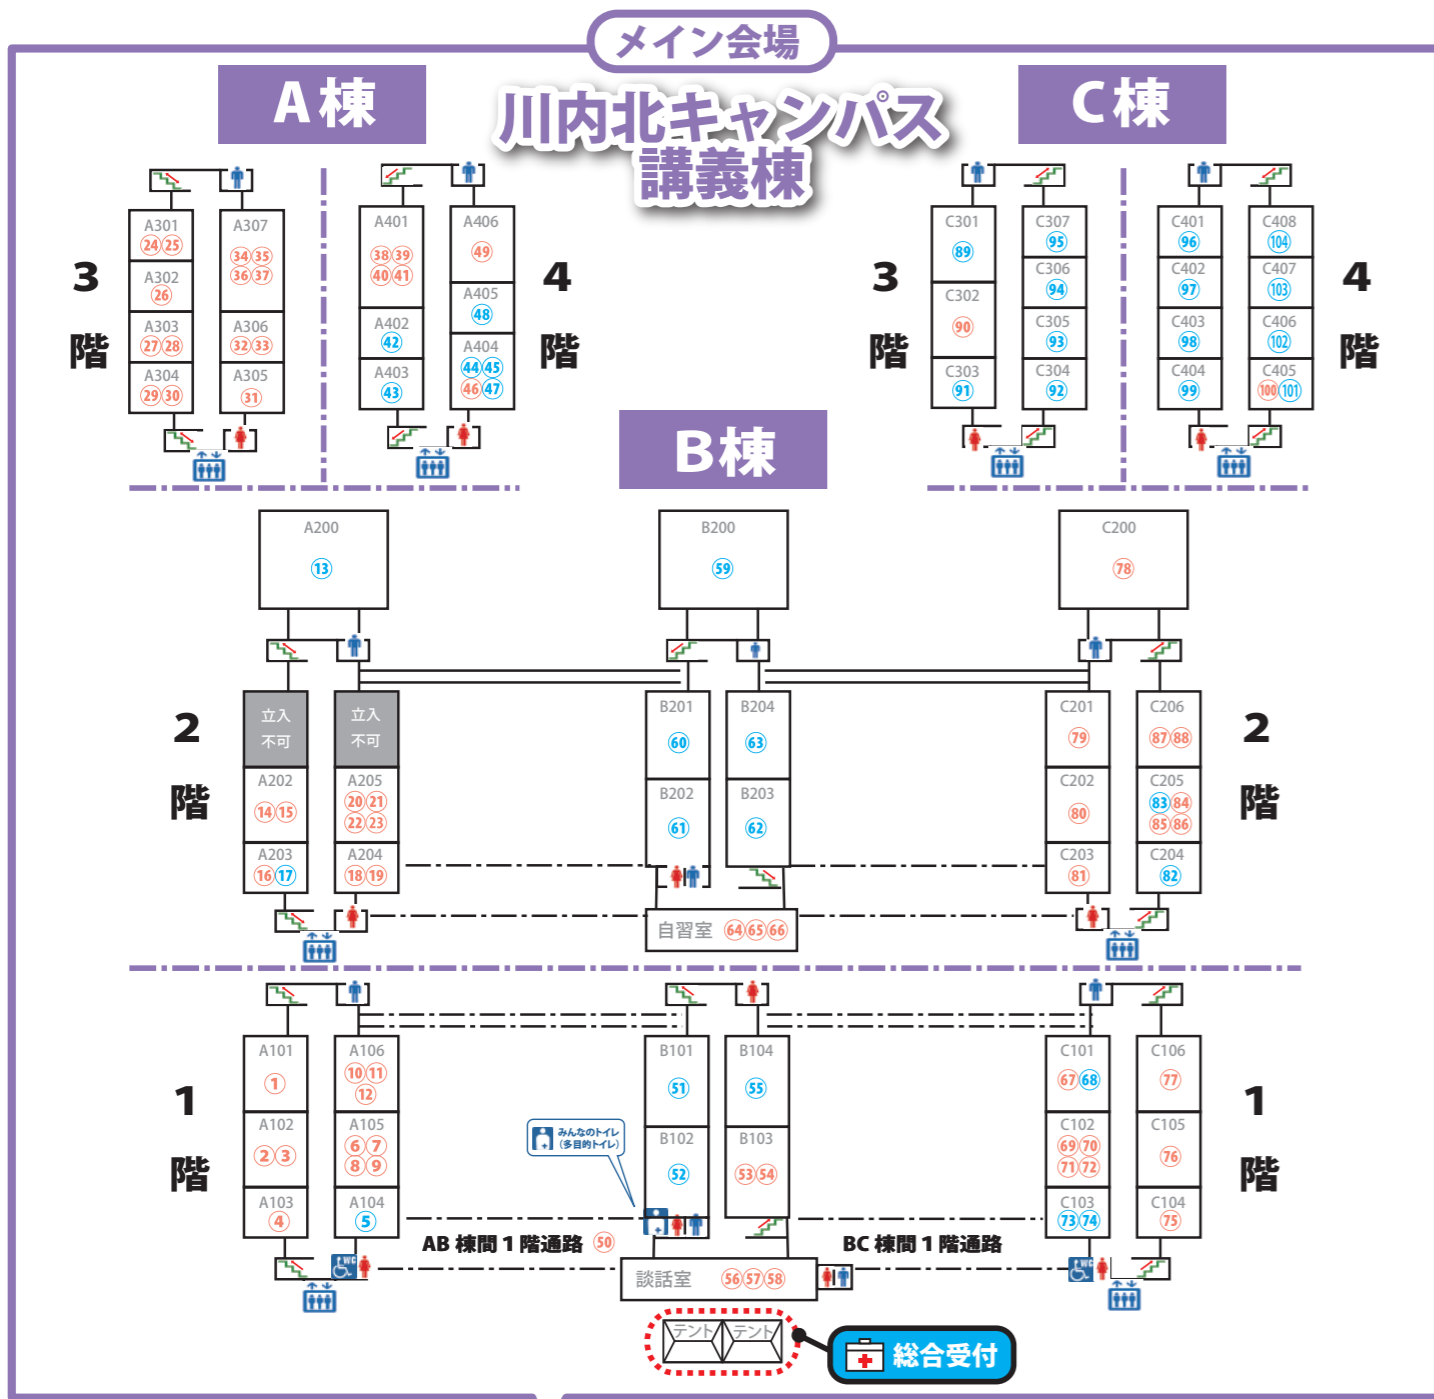 メイン会場
A棟
川内北キャンパス
講義棟
C棟
3
階
A301
24 25
A302
26
A303
27 28
A304
29 30
A307
34 35
36 37
A306
32 33
A305
31
A401
38 39
40 41
A402
42
A403
43
A406
49
A405
48
A404
44 45
46 47
4
階
3
階
C301
89
C302
90
C303
91
C307
95
C306
94
C305
93
C304
92
C401
96
C402
97
C403
98
C404
99
C408
104
C407
103
C406
102
C405
100 101
4
階
B棟
A200
13
B200
59
C200
78
2
階
立入
不可
A202
14 15
A203
16 17
立入
不可
A205
20 21
22 23
A204
18 19
B201
60
B202
61
B204
63
B203
62
自習室 64 65 66
C201
79
C202
80
C203
81
C206
87 88
C205
83 84
85 86
C204
82
2
階
1
階
A101
1
A102
2 3
A103
4
A106
10 11
12
A105
6 7
8 9
A104
5
WC
AB 棟間 1 階通路 50
みんなのトイレ
(多目的トイレ)
B101
51
B102
52
B104
55
B103
53 54
談話室 56 57 58
BC 棟間 1 階通路
C101
67 68
C102
69 70
71 72
C103
73 74
WC
C106
77
C105
76
C104
75
1
階
テント テント
総合受付